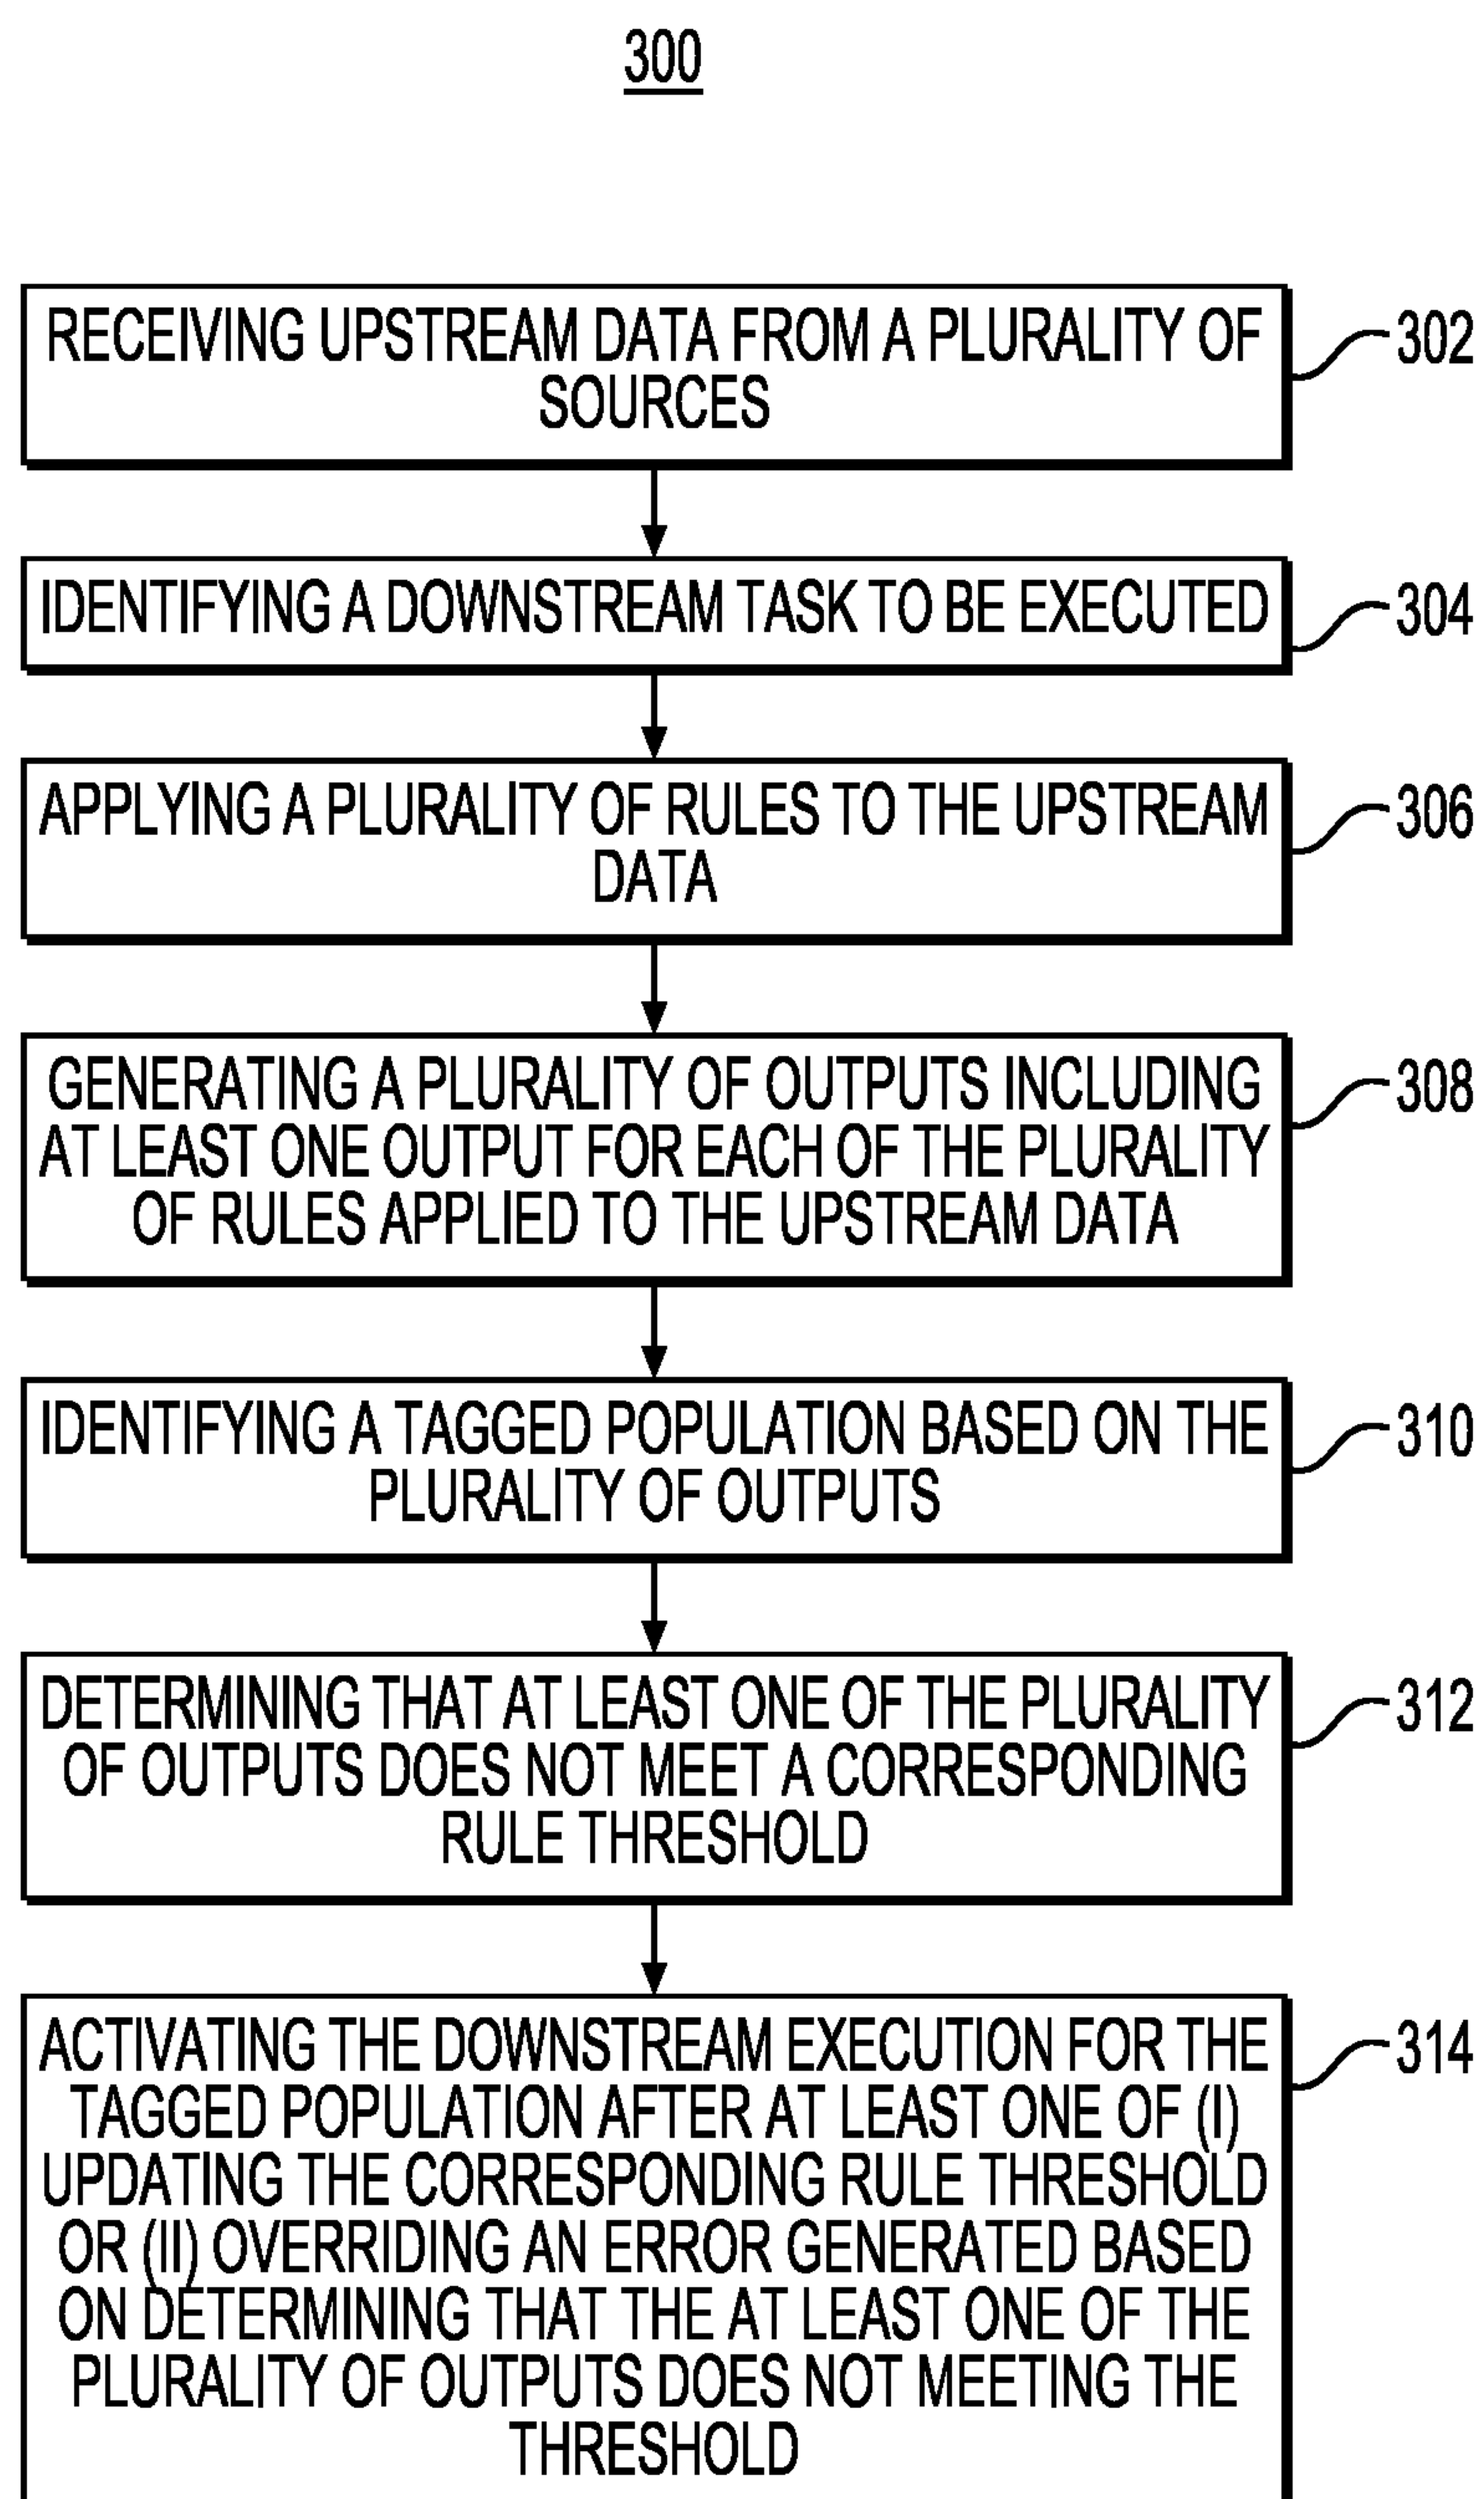 300
RECEIVING UPSTREAM DATA FROM A PLURALITY OF
SOURCES
302
IDENTIFYING A DOWNSTREAM TASK TO BE EXECUTED
304
APPLYING A PLURALITY OF RULES TO THE UPSTREAM
DATA
306
GENERATING A PLURALITY OF OUTPUTS INCLUDING
AT LEAST ONE OUTPUT FOR EACH OF THE PLURALITY
OF RULES APPLIED TO THE UPSTREAM DATA
308
IDENTIFYING A TAGGED POPULATION BASED ON THE
PLURALITY OF OUTPUTS
310
DETERMINING THAT AT LEAST ONE OF THE PLURALITY
OF OUTPUTS DOES NOT MEET A CORRESPONDING
RULE THRESHOLD
312
ACTIVATING THE DOWNSTREAM EXECUTION FOR THE
TAGGED POPULATION AFTER AT LEAST ONE OF (I)
UPDATING THE CORRESPONDING RULE THRESHOLD
OR (II) OVERRIDING AN ERROR GENERATED BASED
ON DETERMINING THAT THE AT LEAST ONE OF THE
PLURALITY OF OUTPUTS DOES NOT MEETING THE
THRESHOLD
314